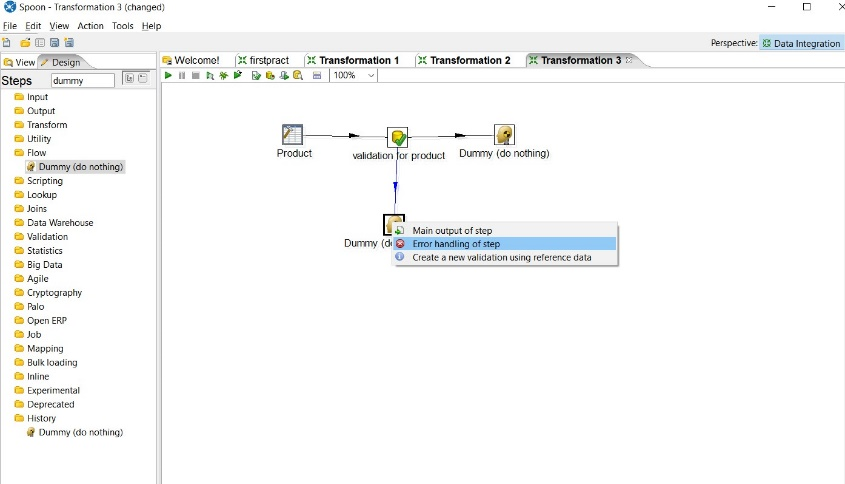 Spoon - Transformation 3 (changed)
File Edit View Action Tools Help
Perspective: Data Integration
View Design
Welcome! firstpract Transformation 1 Transformation 2 Transformation 3
Steps dummy
100%
Input
Output
Transform
Utility
Flow
Dummy (do nothing)
Scripting
Lookup
Joins
Data Warehouse
Validation
Statistics
Big Data
Agile
Cryptography
Palo
Open ERP
Job
Mapping
Bulk loading
Inline
Experimental
Deprecated
History
Dummy (do nothing)
Product
validation for product
Dummy (do nothing)
Dummy (d
Main output of step
Error handling of step
Create a new validation using reference data